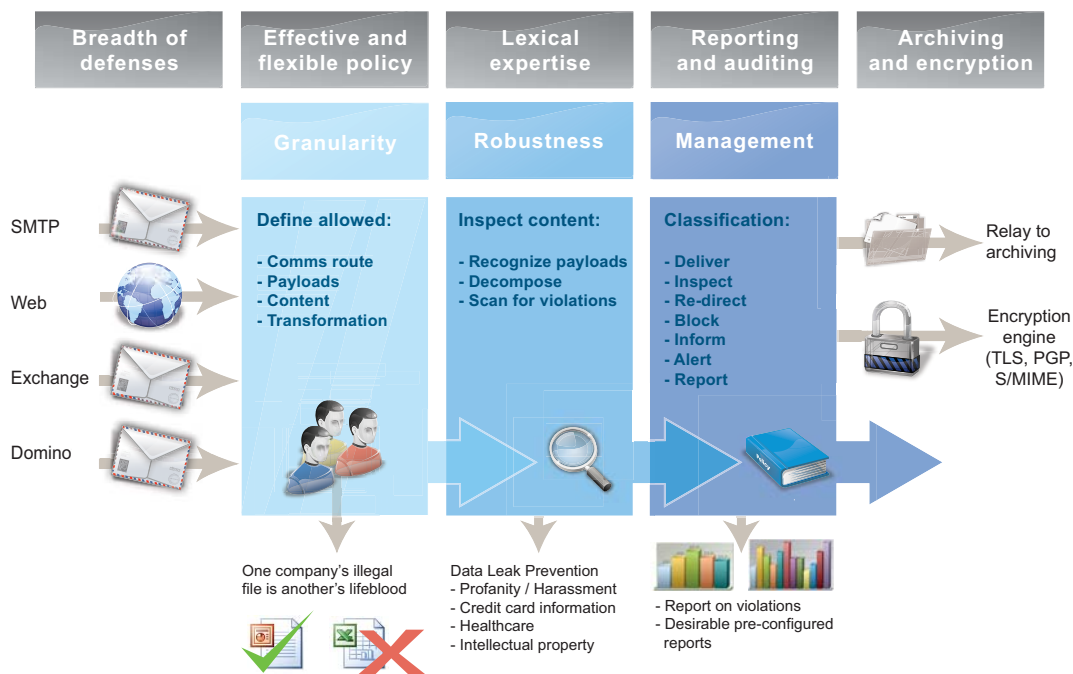 Breadth of
defenses
Effective and
flexible policy
Lexical
expertise
Reporting
and auditing
Archiving
and encryption
Granularity
Robustness
Management
SMTP
Web
Exchange
Domino
Define allowed:
- Comms route
- Payloads
- Content
- Transformation
Inspect content:
- Recognize payloads
- Decompose
- Scan for violations
Classification:
- Deliver
- Inspect
- Re-direct
- Block
- Inform
- Alert
- Report
Policy
Relay to
archiving
Encryption
engine
(TLS, PGP,
S/MIME)
One company's illegal
file is another's lifeblood
Data Leak Prevention
- Profanity / Harassment
- Credit card information
- Healthcare
- Intellectual property
- Report on violations
- Desirable pre-configured
reports